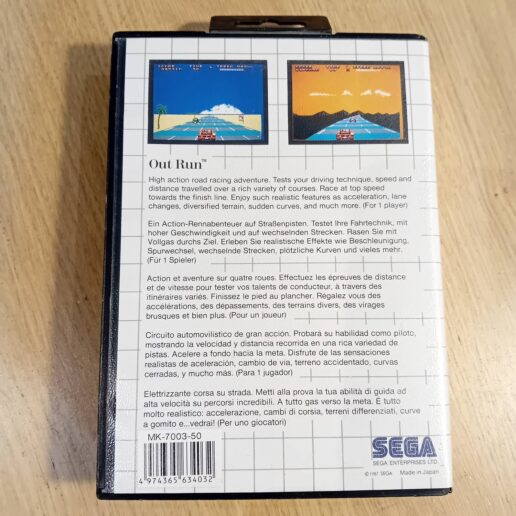 Out Run™
High action road racing adventure. Tests your driving technique, speed and
distance travelled over a rich variety of courses. Race at top speed
towards the finish line. Enjoy such realistic features as acceleration, lane
changes, diversified terrain, sudden curves, and much more. (For 1 player)
Ein Action-Rennabenteuer auf Straßenpisten. Testet Ihre Fahrtechnik, mit
hoher Geschwindigkeit und auf wechselnden Strecken. Rasen Sie mit
Vollgas durchs Ziel. Erleben Sie realistische Effekte wie Beschleunigung,
Spurwechsel, wechselnde Strecken, plötzliche Kurven und vieles mehr.
(Für 1 Spieler)
Action et aventure sur quatre roues. Effectuez les épreuves de distance
et de vitesse pour tester vos talents de conducteur, à travers des
itinéraires variés. Finissez le pied au plancher. Régalez vous des
accélérations, des dépassements, des terrains divers, des virages
brusques et bien plus. (Pour un joueur)
Circuito automovilistico de gran acción. Probará su habilidad como piloto,
mostrando la velocidad y distancia recorrida en una rica variedad de
pistas. Acelere a fondo hacia la meta. Disfrute de las sensaciones
realistas de aceleración, cambio de via, terreno accidentado, curvas
cerradas, y mucho más. (Para 1 jugador)
Elettrizzante corsa su strada. Metti alla prova la tua abilità di guida ad
alta velocità su percorsi incredibili. A tutto gas verso la meta. E tutto
molto realistico: accelerazione, cambi di corsia, terreni differenziati, curve
a gomito e...vedrai! (Per uno giocatori)
MK-7003-50
4 974365 634032
SEGA
SEGA ENTERPRISES LTD.
© 1987 SEGA Made in Japan